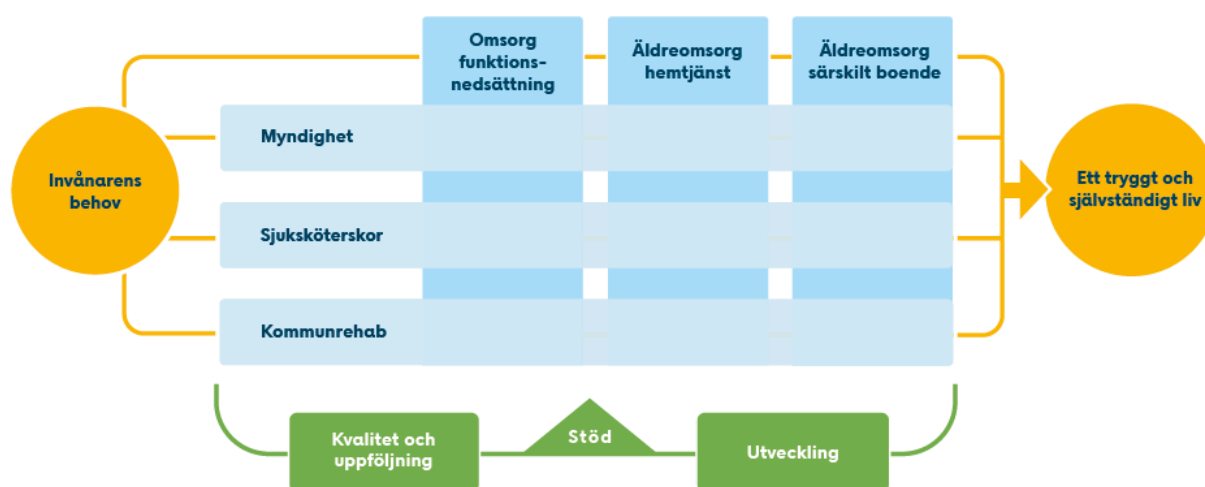 Omsorg
funktions-
nedsättning
Äldreomsorg
hemtjänst
Äldreomsorg
särskilt boende
Myndighet
Invånarens
behov
Ett tryggt och
självständigt liv
Sjuksköterskor
Kommunrehab
Kvalitet och
uppföljning
Stöd
Utveckling